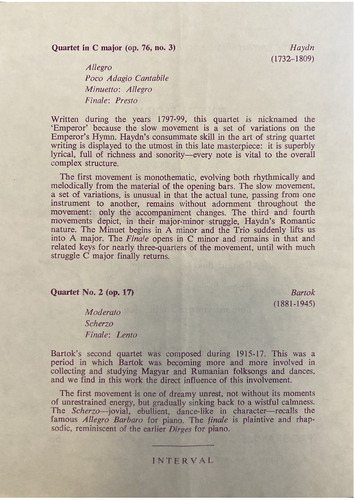 Quartet in C major (op. 76, no. 3) Haydn
(1732–1809)
Allegro
Poco Adagio Cantabile
Minuetto: Allegro
Finale: Presto
Written during the years 1797-99, this quartet is nicknamed the
‘Emperor’ because the slow movement is a set of variations on the
Emperor's Hymn. Haydn's consummate skill in the art of string quartet
writing is displayed to the utmost in this late masterpiece: it is superbly
lyrical, full of richness and sonority—every note is vital to the overall
complex structure.
The first movement is monothematic, evolving both rhythmically and
melodically from the material of the opening bars. The slow movement,
a set of variations, is unusual in that the actual tune, passing from one
instrument to another, remains without adornment throughout the
movement: only the accompaniment changes. The third and fourth
movements depict, in their major-minor struggle, Haydn's Romantic
nature. The Minuet begins in A minor and the Trio suddenly lifts us
into A major. The Finale opens in C minor and remains in that and
related keys for nearly three-quarters of the movement, until with much
struggle C major finally returns.
Quartet No. 2 (op. 17) Bartok
(1881-1945)
Moderato
Scherzo
Finale: Lento
Bartok's second quartet was composed during 1915-17. This was a
period in which Bartok was becoming more and more involved in
collecting and studying Magyar and Rumanian folksongs and dances,
and we find in this work the direct influence of this involvement.
The first movement is one of dreamy unrest, not without its moments
of unrestrained energy, but gradually sinking back to a wistful calmness.
The Scherzo—jovial, ebullient, dance-like in character—recalls the
famous Allegro Barbaro for piano. The finale is plaintive and rhap-
sodic, reminiscent of the earlier Dirges for piano.
INTERVAL